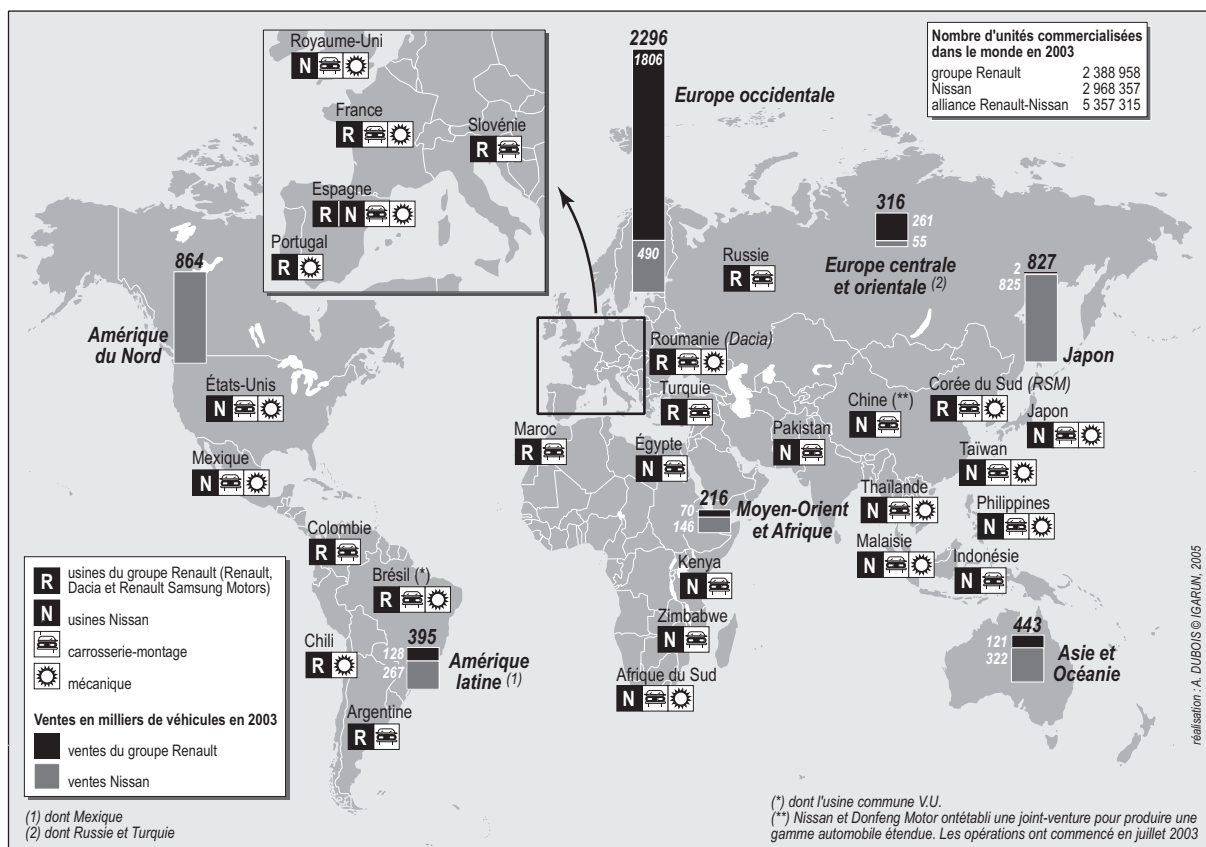 Royaume-Uni
N
France
R
Slovénie
R
Espagne
R N
Portugal
R
2296
1806
490
Europe occidentale
Nombre d'unités commercialisées
dans le monde en 2003
groupe Renault 2 388 958
Nissan 2 968 357
alliance Renault-Nissan 5 357 315
316
261
55
Europe centrale
et orientale (2)
Russie
R
827
2
825
Japon
864
Amérique
du Nord
États-Unis
N
Mexique
N
Roumanie (Dacia)
R
Turquie
R
Maroc
R
Égypte
N
Pakistan
N
Chine (**)
N
Corée du Sud (RSM)
R
Japon
N
Taïwan
N
Thaïlande
N
Philippines
N
Malaisie
N
Indonésie
N
216
70
146
Moyen-Orient
et Afrique
Kenya
N
Zimbabwe
N
Afrique du Sud
N
Colombie
R
Brésil (*)
R
Chili
R
Argentine
R
395
128
267
Amérique
latine (1)
443
121
322
Asie et
Océanie
R usines du groupe Renault (Renault,
Dacia et Renault Samsung Motors)
N usines Nissan
carrosserie-montage
mécanique
Ventes en milliers de véhicules en 2003
ventes du groupe Renault
ventes Nissan
(1) dont Mexique
(2) dont Russie et Turquie
(*) dont l'usine commune V.U.
(**) Nissan et Donfeng Motor ontétabli une joint-venture pour produire une
gamme automobile étendue. Les opérations ont commencé en juillet 2003
réalisation : A. DUBOIS © IGARUN, 2005